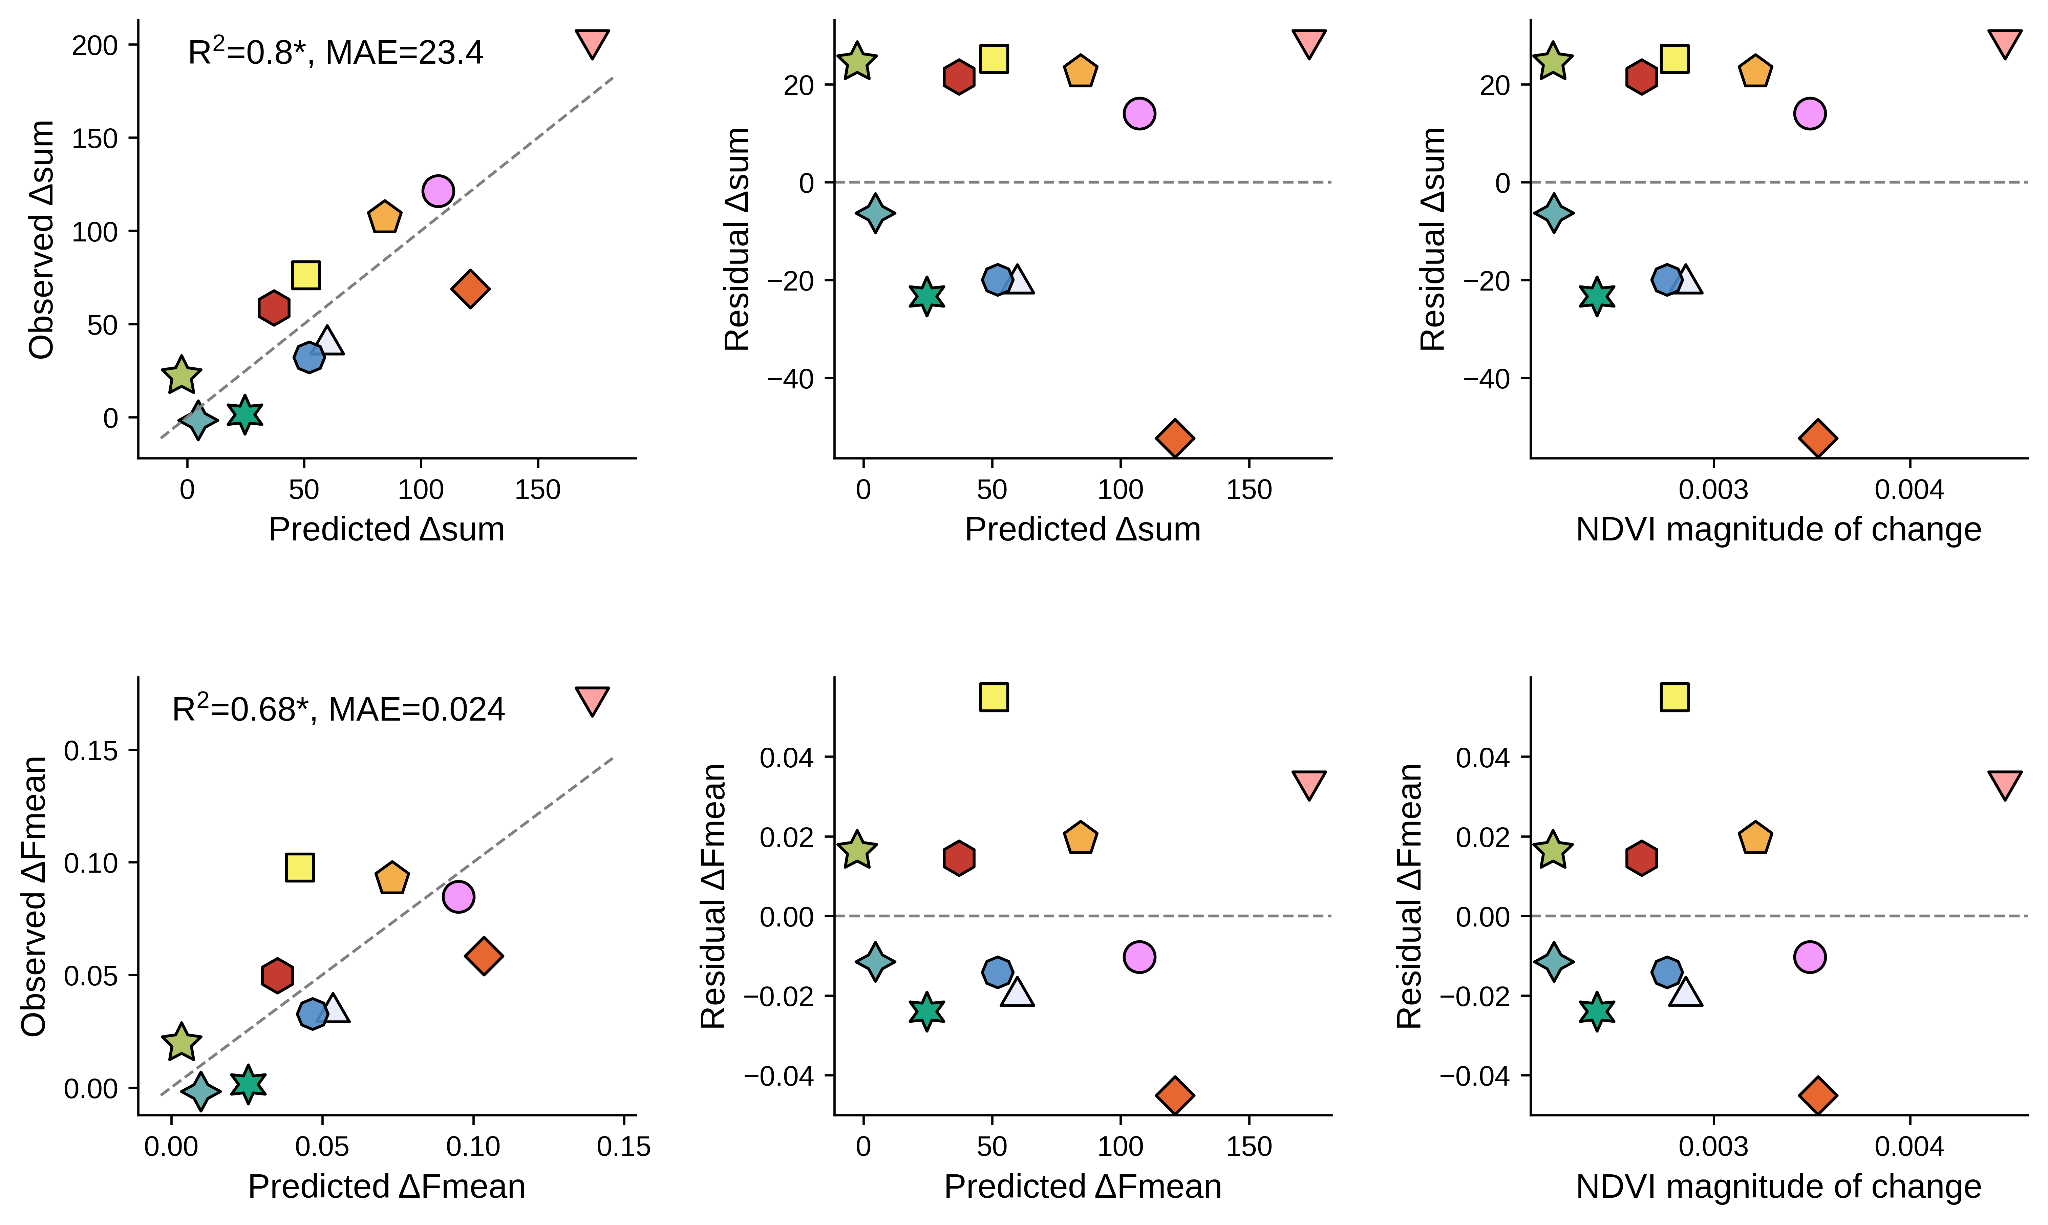 R²=0.8*, MAE=23.4
200
150
100
50
0
Observed Δsum
0 50 100 150
Predicted Δsum
20
0
−20
−40
Residual Δsum
0 50 100 150
Predicted Δsum
20
0
−20
−40
Residual Δsum
0.003 0.004
NDVI magnitude of change
R²=0.68*, MAE=0.024
0.15
0.10
0.05
0.00
Observed ΔFmean
0.00 0.05 0.10 0.15
Predicted ΔFmean
0.04
0.02
0.00
−0.02
−0.04
Residual ΔFmean
0 50 100 150
Predicted ΔFmean
0.04
0.02
0.00
−0.02
−0.04
Residual ΔFmean
0.003 0.004
NDVI magnitude of change